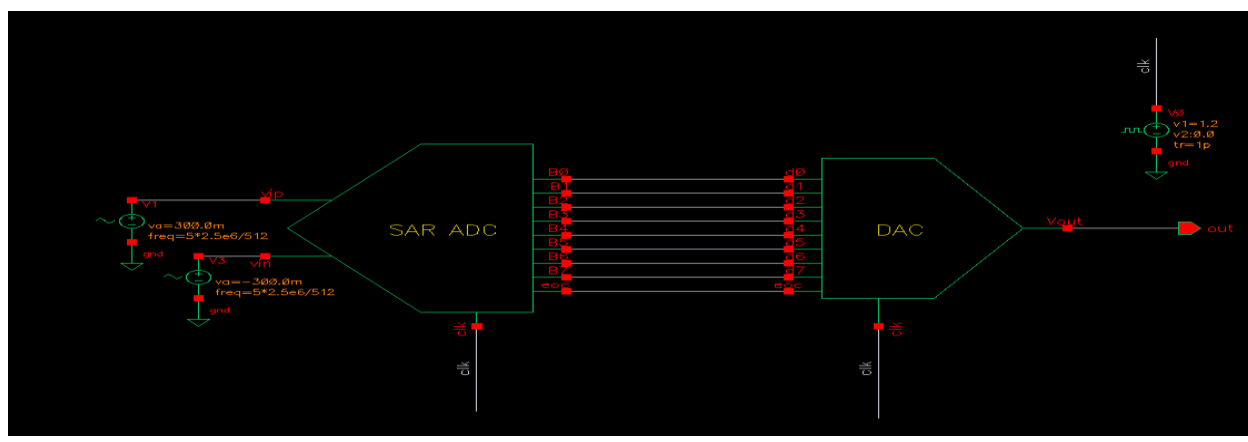 clk
V0
v1=1.2
v2:0.0
tr=1p
gnd
V1
vip
va=300.0m
freq=5*2.5e6/512
gnd
V3
vin
va=-300.0m
freq=5*2.5e6/512
gnd
SAR ADC
B0
B1
B2
B3
B4
B5
B6
B7
clk
clk
d0
d1
d2
d3
d4
d5
d6
d7
DAC
Vout
out
clk
clk